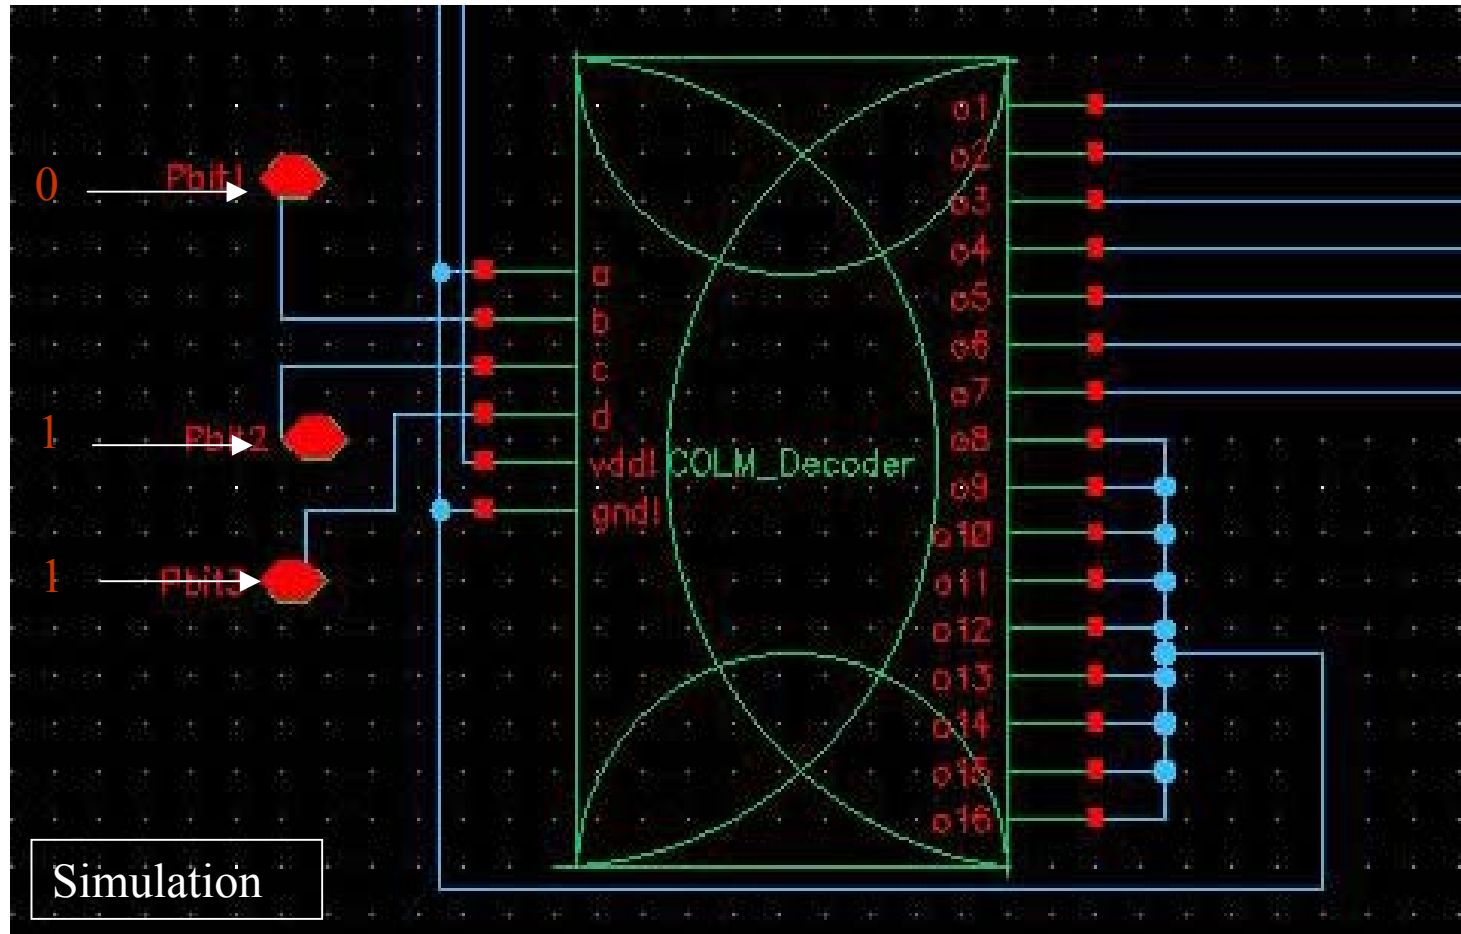 0
Pbit1
1
Pbit2
1
Pbit3
a
b
c
d
vdd!
gnd!
COLM_Decoder
o1
o2
o3
o4
o5
o6
o7
o8
o9
o10
o11
o12
o13
o14
o15
o16
Simulation